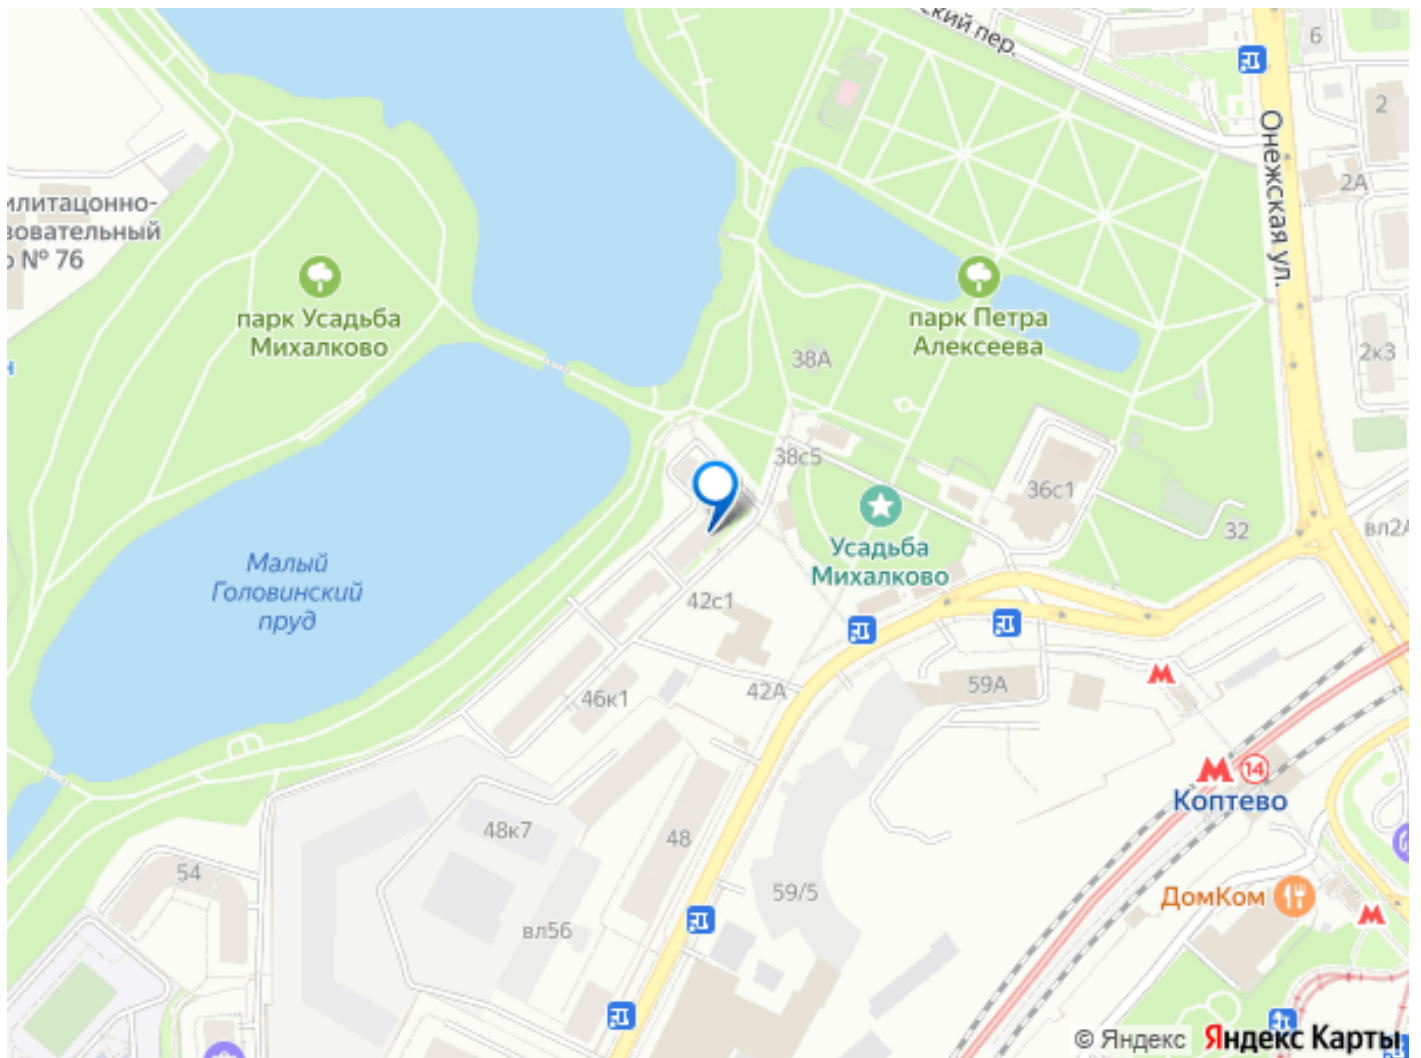 ский пер.
6
2
Онежская ул.
2А
илитацонно-
зовательный
№ 76
парк Усадьба
Михалково
парк Петра
Алексеева
38А
2к3
н
38с5
36с1
32
вл2А
Усадьба
Михалково
Малый
Головинский
пруд
42с1
42А
59А
46к1
14
Коптево
48к7
48
54
59/5
ДомКом
вл56
© Яндекс
Яндекс Карты